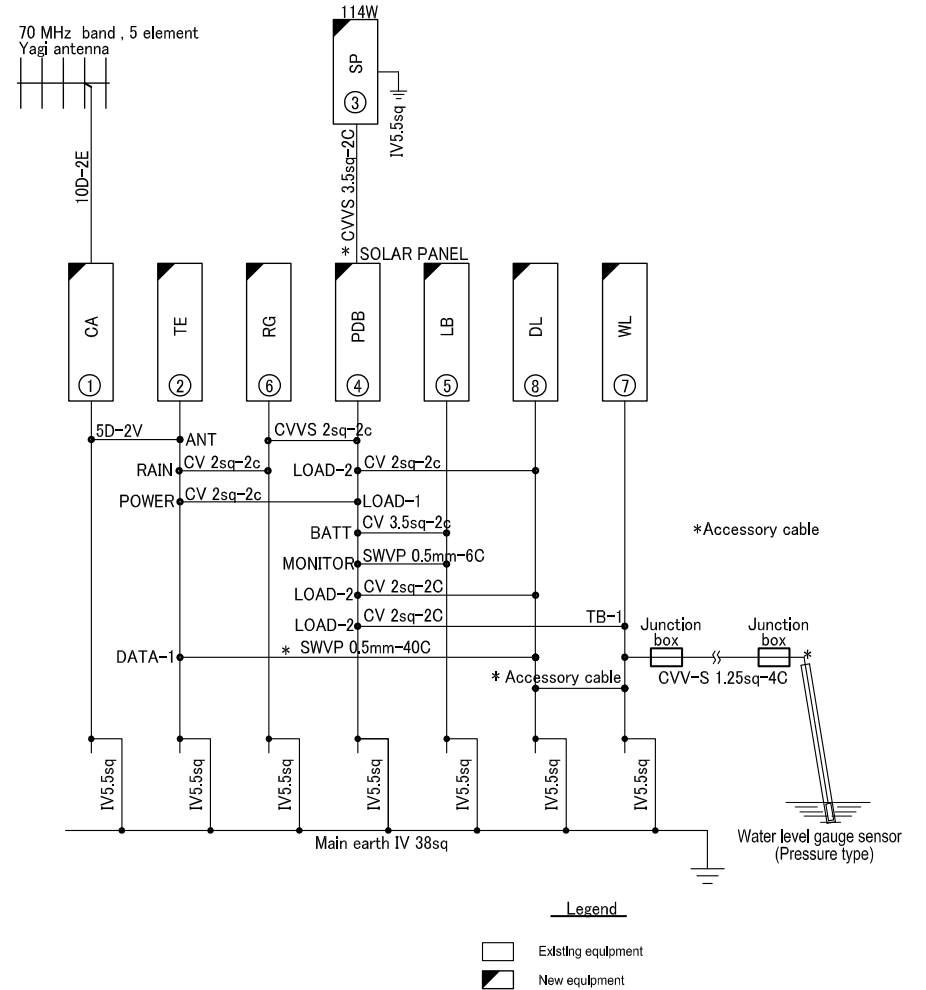 114W
70 MHz band , 5 element
Yagi antenna
SP
③
IV5.5sq
10D-2E
* CVVS 3.5sq-2C
SOLAR PANEL
CA
TE
RG
PDB
LB
DL
WL
①
②
⑥
④
⑤
⑧
⑦
5D-2V
ANT
CVVS 2sq-2c
RAIN
CV 2sq-2c
LOAD-2
CV 2sq-2c
POWER
CV 2sq-2c
LOAD-1
BATT
CV 3.5sq-2c
*Accessory cable
MONITOR
SWVP 0.5mm-6C
LOAD-2
CV 2sq-2C
LOAD-2
CV 2sq-2C
TB-1
Junction
box
Junction
box
DATA-1
* SWVP 0.5mm-40C
*
* Accessory cable
CVV-S 1.25sq-4C
IV5.5sq
IV5.5sq
IV5.5sq
IV5.5sq
IV5.5sq
IV5.5sq
IV5.5sq
Main earth IV 38sq
Water level gauge sensor
(Pressure type)
Legend
Existing equipment
New equipment